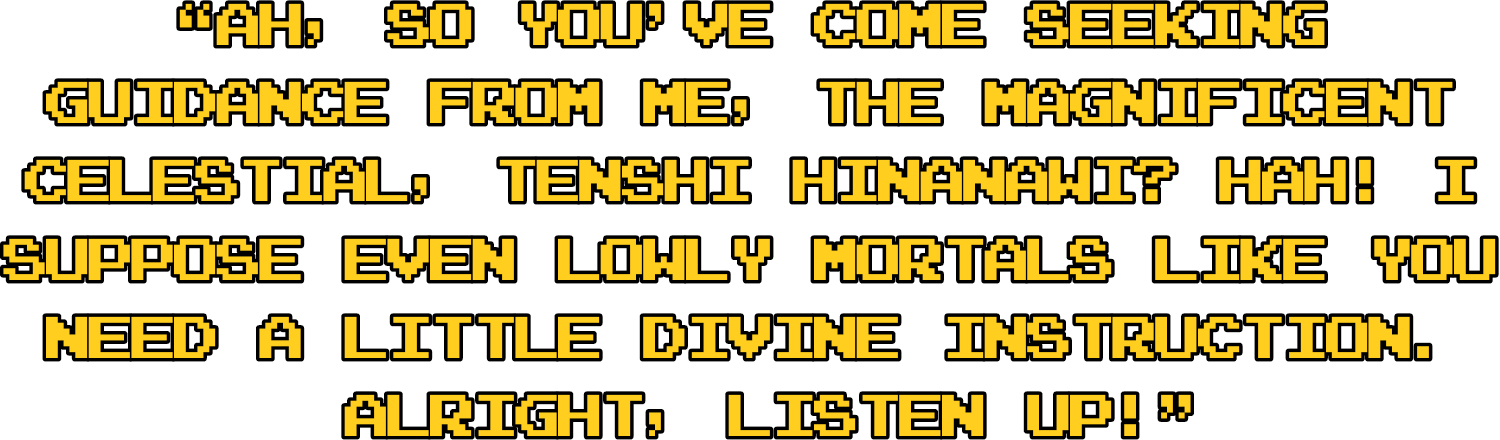 “AH, SO YOU’VE COME SEEKING
GUIDANCE FROM ME, THE MAGNIFICENT
CELESTIAL, TENSHI HINANAWI? HAH! I
SUPPOSE EVEN LOWLY MORTALS LIKE YOU
NEED A LITTLE DIVINE INSTRUCTION.
ALRIGHT, LISTEN UP!”